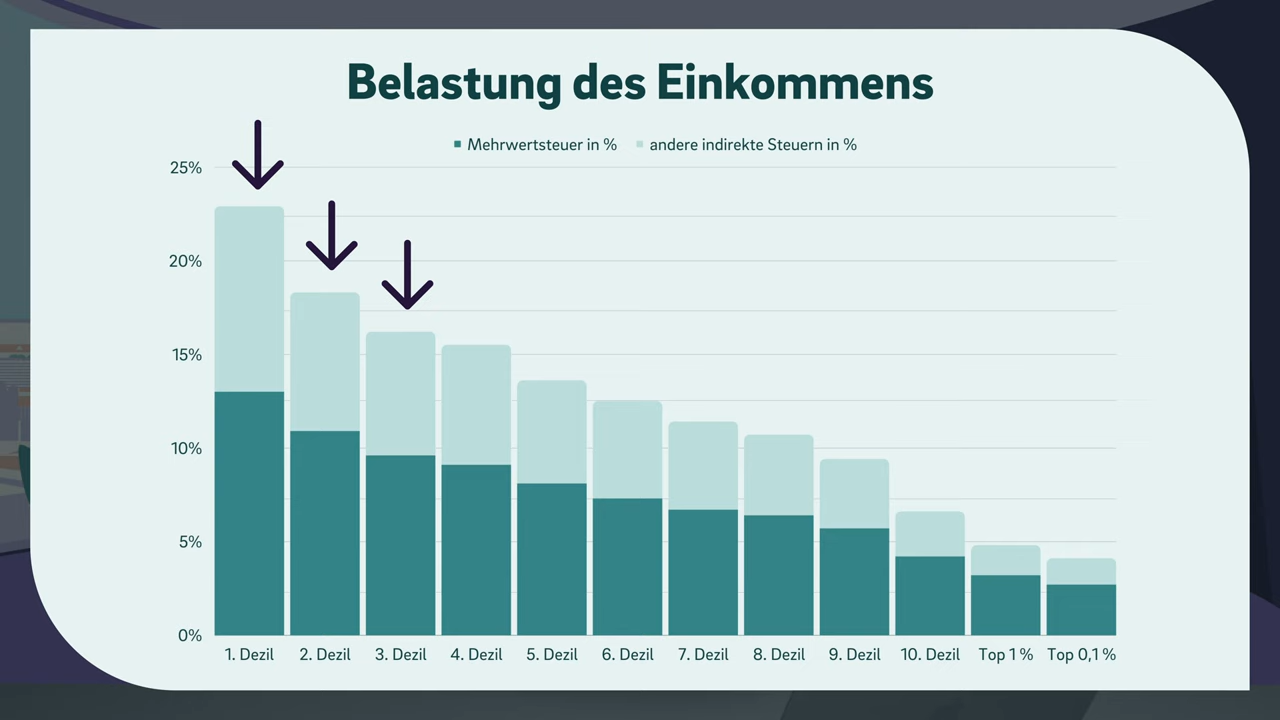 Belastung des Einkommens
Mehrwertsteuer in % andere indirekte Steuern in %
25%
20%
15%
10%
5%
0%
1. Dezil 2. Dezil 3. Dezil 4. Dezil 5. Dezil 6. Dezil 7. Dezil 8. Dezil 9. Dezil 10. Dezil Top 1 % Top 0,1 %